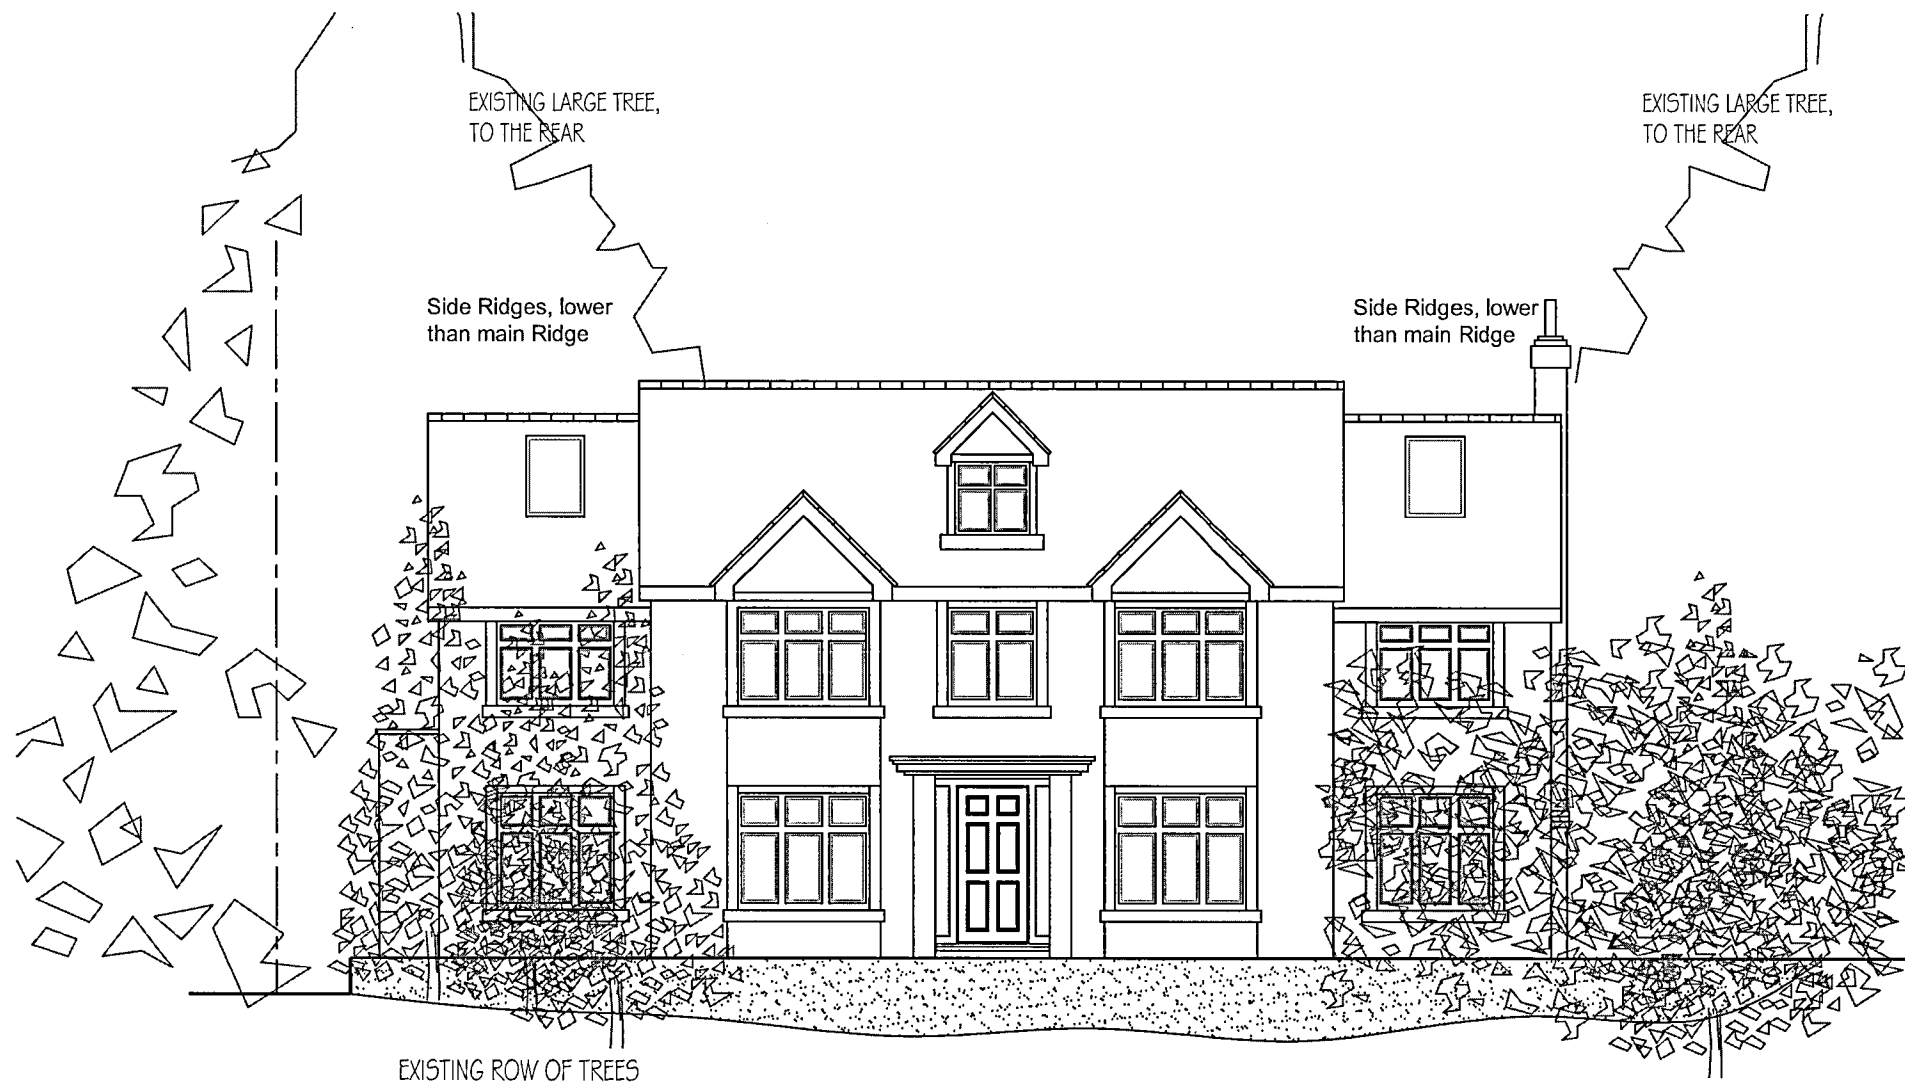 EXISTING LARGE TREE,
TO THE REAR
EXISTING LARGE TREE,
TO THE REAR
Side Ridges, lower
than main Ridge
Side Ridges, lower
than main Ridge
EXISTING ROW OF TREES